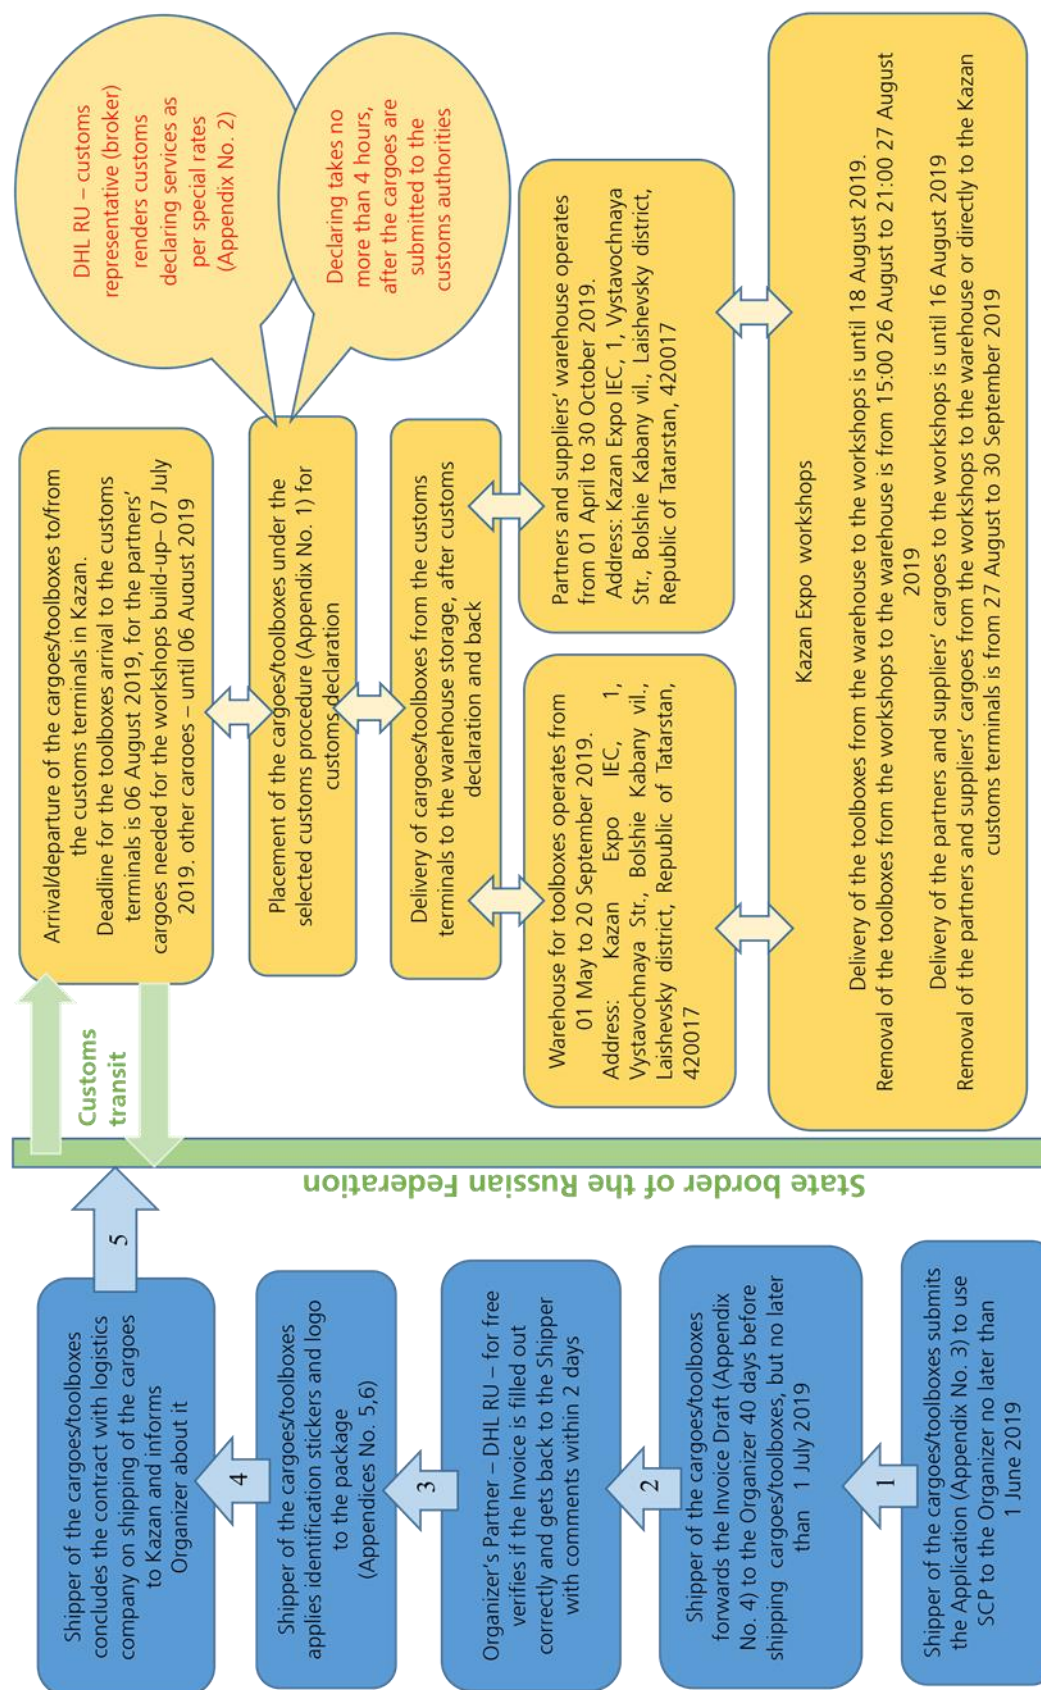 Shipper of the cargoes/toolboxes
concludes the contract with logistics
company on shipping of the cargoes
to Kazan and informs
Organizer about it
5
4
Shipper of the cargoes/toolboxes
applies identification stickers and logo
to the package
(Appendices No. 5,6)
3
Organizer's Partner – DHL RU – for free
verifies if the Invoice is filled out
correctly and gets back to the Shipper
with comments within 2 days
2
Shipper of the cargoes/toolboxes
forwards the Invoice Draft (Appendix
No. 4) to the Organizer 40 days before
shipping cargoes/toolboxes, but no later
than 1 July 2019
1
Shipper of the cargoes/toolboxes submits
the Application (Appendix No. 3) to use
SCP to the Organizer no later than
1 June 2019
State border of the Russian Federation
Customs
transit
Arrival/departure of the cargoes/toolboxes to/from
the customs terminals in Kazan.
Deadline for the toolboxes arrival to the customs
terminals is 06 August 2019, for the partners'
cargoes needed for the workshops build-up– 07 July
2019. other cargoes – until 06 August 2019
DHL RU – customs
representative (broker)
renders customs
declaring services as
per special rates
(Appendix No. 2)
Placement of the cargoes/toolboxes under the
selected customs procedure (Appendix No. 1) for
customs declaration
Declaring takes no
more than 4 hours,
after the cargoes are
submitted to the
customs authorities
Delivery of cargoes/toolboxes from the customs
terminals to the warehouse storage, after customs
declaration and back
Warehouse for toolboxes operates from
01 May to 20 September 2019.
Address: Kazan Expo IEC, 1,
Vystavochnaya Str., Bolshie Kabany vil.,
Laishevsky district, Republic of Tatarstan,
420017
Partners and suppliers' warehouse operates
from 01 April to 30 October 2019.
Address: Kazan Expo IEC, 1, Vystavochnaya
Str., Bolshie Kabany vil., Laishevsky district,
Republic of Tatarstan, 420017
Kazan Expo workshops
Delivery of the toolboxes from the warehouse to the workshops is until 18 August 2019.
Removal of the toolboxes from the workshops to the warehouse is from 15:00 26 August to 21:00 27 August
2019
Delivery of the partners and suppliers' cargoes to the workshops is until 16 August 2019
Removal of the partners and suppliers' cargoes from the workshops to the warehouse or directly to the Kazan
customs terminals is from 27 August to 30 September 2019